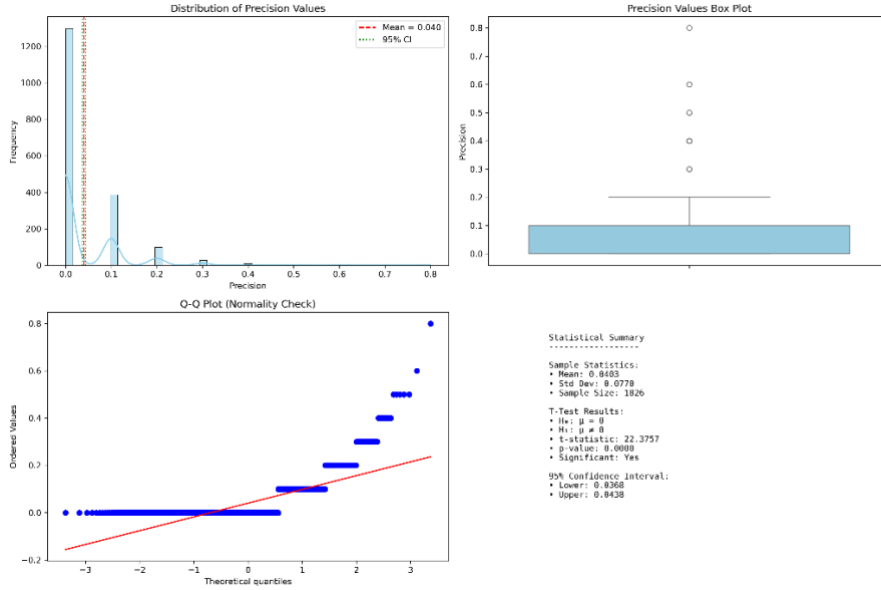 Distribution of Precision Values
Mean = 0.040
95% CI
Frequency
1200
1000
800
600
400
200
0
0.0 0.1 0.2 0.3 0.4 0.5 0.6 0.7 0.8
Precision
Precision Values Box Plot
Precision
0.8
0.7
0.6
0.5
0.4
0.3
0.2
0.1
0.0
Q-Q Plot (Normality Check)
Ordered Values
0.8
0.6
0.4
0.2
0.0
−0.2
−3 −2 −1 0 1 2 3
Theoretical quantiles
Statistical Summary
------------------
Sample Statistics:
• Mean: 0.0403
• Std Dev: 0.0770
• Sample Size: 1826
T-Test Results:
• H₀: μ = 0
• H₁: μ ≠ 0
• t-statistic: 22.3757
• p-value: 0.0000
• Significant: Yes
95% Confidence Interval:
• Lower: 0.0368
• Upper: 0.0438